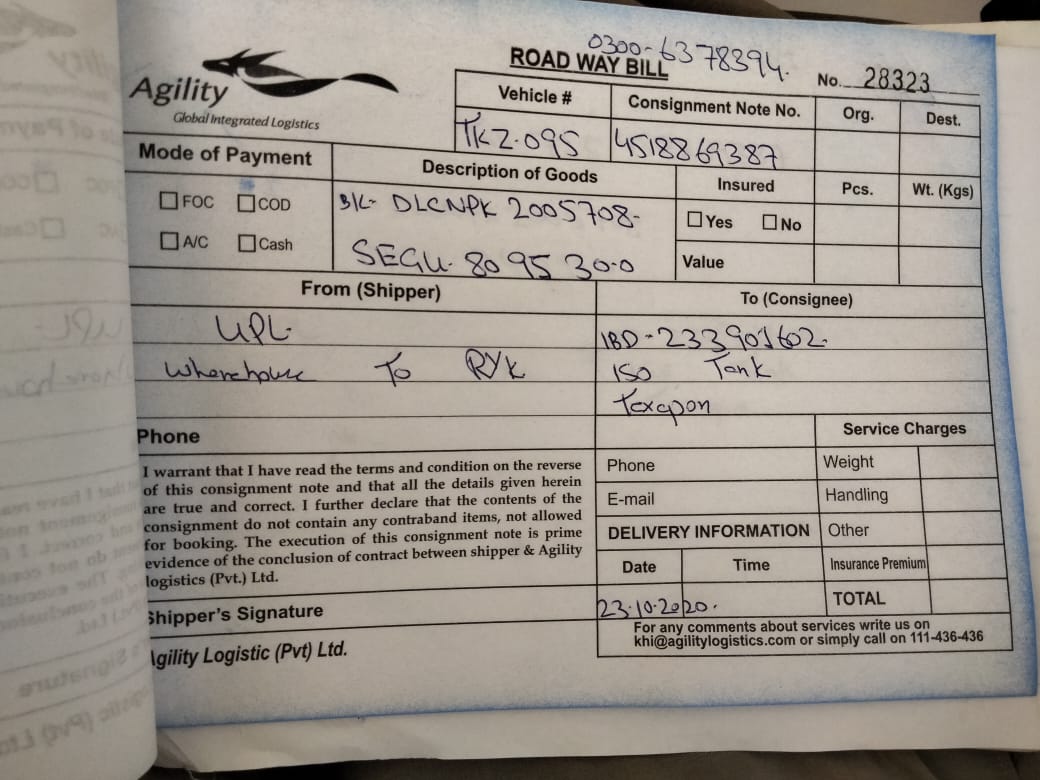 0300-6378394.
ROAD WAY BILL
No. 28323
Agility
Global Integrated Logistics
Vehicle #
Consignment Note No.
Org.
Dest.
TKZ-095
4518869387
Mode of Payment
Description of Goods
Insured
Pcs.
Wt. (Kgs)
FOC
COD
B/L- DLCNPK 2005708-
Yes
No
A/C
Cash
SEGU- 80 95 30-0
Value
From (Shipper)
To (Consignee)
UPL-
IBD-233901602-
Wherehouse To RYK
ISO Tank
Texapon
Phone
Service Charges
I warrant that I have read the terms and condition on the reverse
of this consignment note and that all the details given herein
are true and correct. I further declare that the contents of the
consignment do not contain any contraband items, not allowed
for booking. The execution of this consignment note is prime
evidence of the conclusion of contract between shipper & Agility
logistics (Pvt.) Ltd.
Phone
Weight
E-mail
Handling
DELIVERY INFORMATION
Other
Date
Time
Insurance Premium
23-10-2020.
TOTAL
Shipper's Signature
Agility Logistic (Pvt) Ltd.
For any comments about services write us on
khi@agilitylogistics.com or simply call on 111-436-436